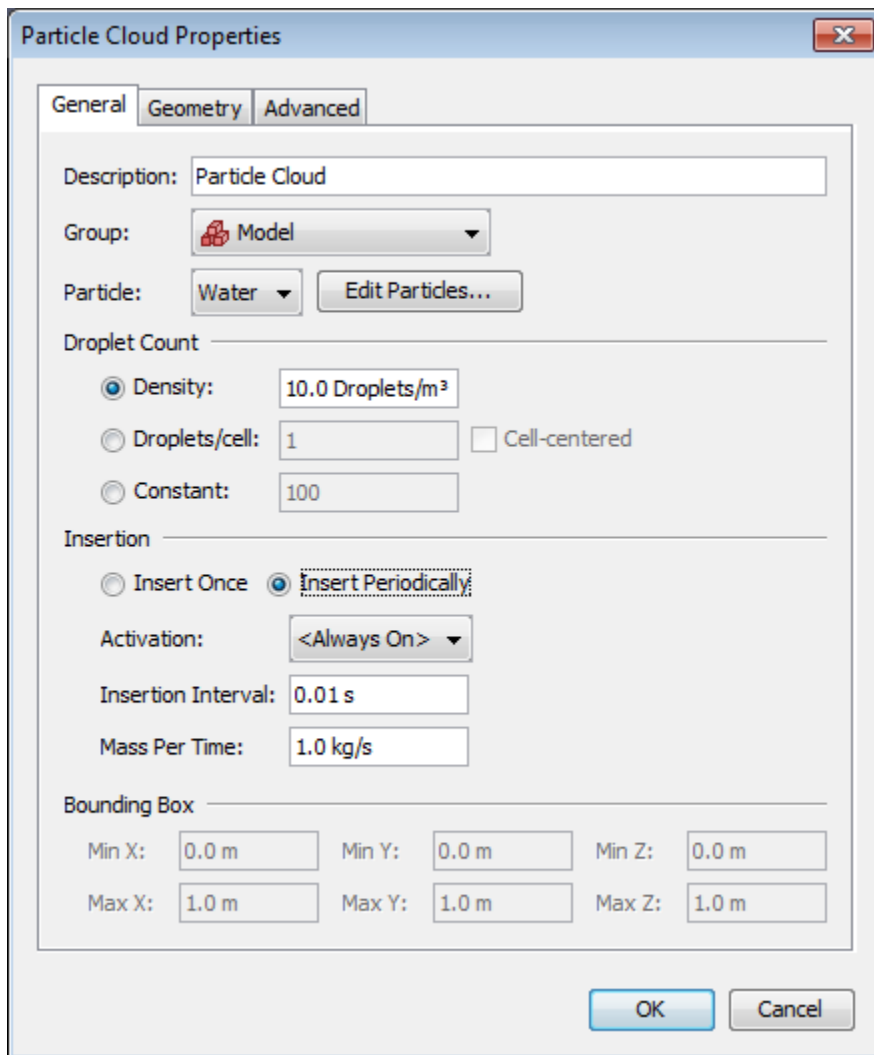 Particle Cloud Properties
General Geometry Advanced
Description: Particle Cloud
Group: Model
Particle: Water Edit Particles...
Droplet Count
Density: 10.0 Droplets/m³
Droplets/cell: 1 Cell-centered
Constant: 100
Insertion
Insert Once Insert Periodically
Activation: <Always On>
Insertion Interval: 0.01 s
Mass Per Time: 1.0 kg/s
Bounding Box
Min X: 0.0 m Min Y: 0.0 m Min Z: 0.0 m
Max X: 1.0 m Max Y: 1.0 m Max Z: 1.0 m
OK Cancel